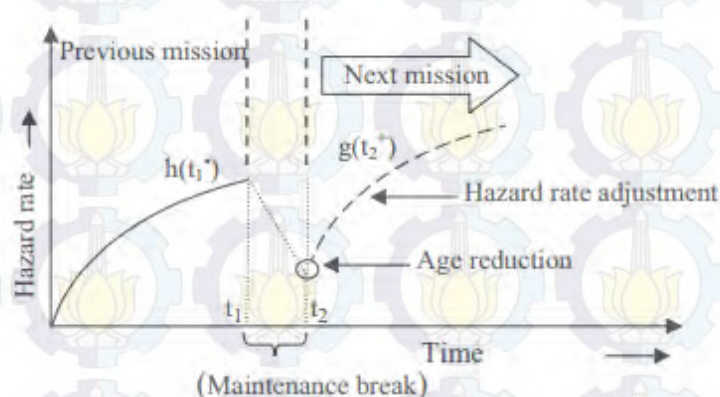 Previous mission
Next mission
h(t₁⁻)
g(t₂⁺)
Hazard rate adjustment
Hazard rate
Age reduction
t₁
t₂
Time
(Maintenance break)